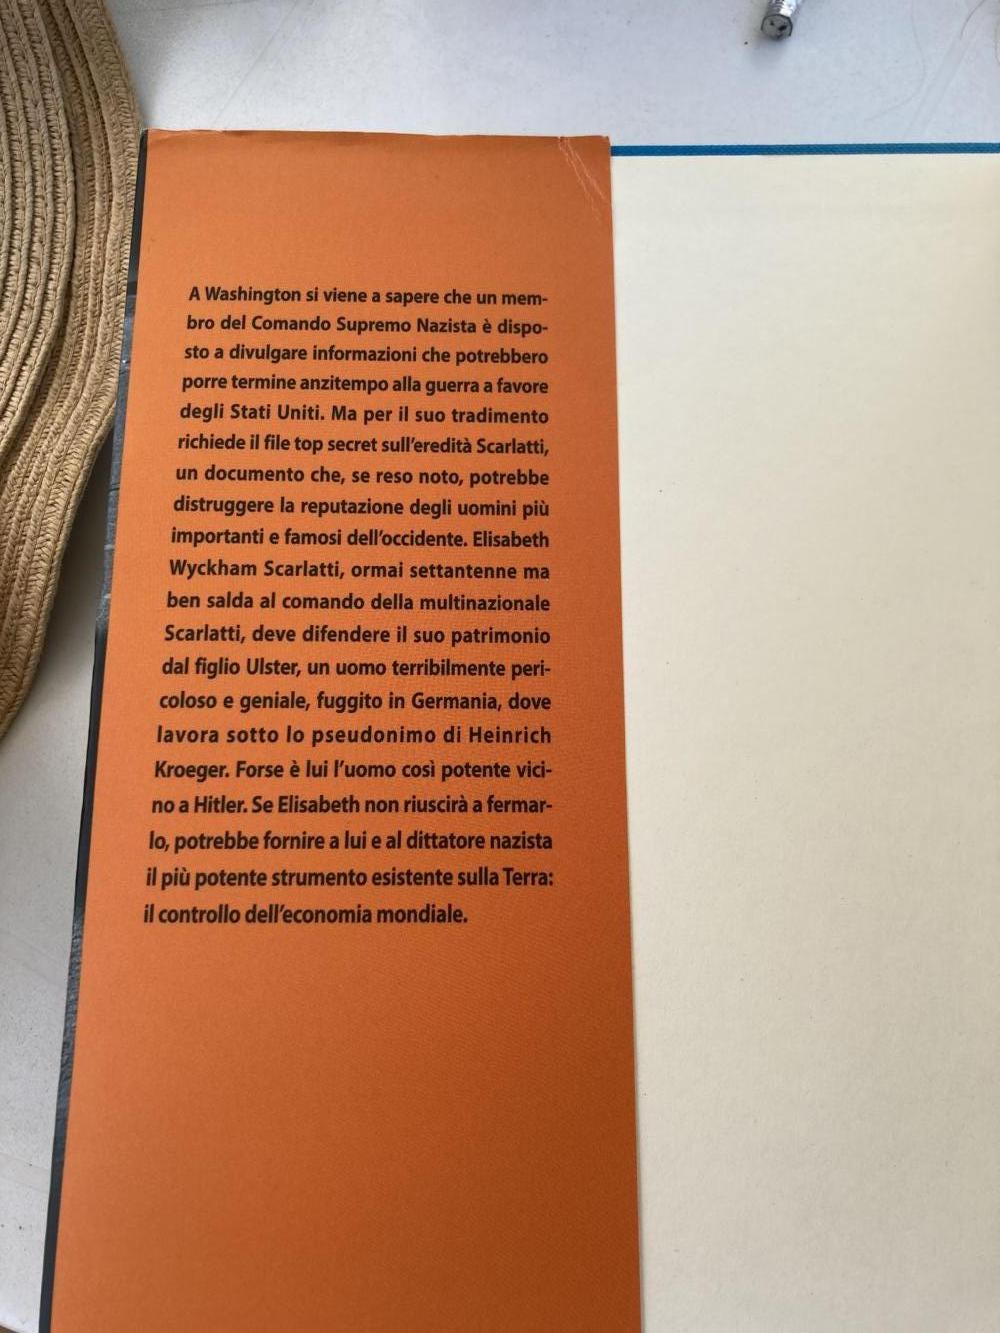 A Washington si viene a sapere che un mem-
bro del Comando Supremo Nazista è dispo-
sto a divulgare informazioni che potrebbero
porre termine anzitempo alla guerra a favore
degli Stati Uniti. Ma per il suo tradimento
richiede il file top secret sull'eredità Scarlatti,
un documento che, se reso noto, potrebbe
distruggere la reputazione degli uomini più
importanti e famosi dell'occidente. Elisabeth
Wyckham Scarlatti, ormai settantenne ma
ben salda al comando della multinazionale
Scarlatti, deve difendere il suo patrimonio
dal figlio Ulster, un uomo terribilmente peri-
coloso e geniale, fuggito in Germania, dove
lavora sotto lo pseudonimo di Heinrich
Kroeger. Forse è lui l'uomo così potente vici-
no a Hitler. Se Elisabeth non riuscirà a fermar-
lo, potrebbe fornire a lui e al dittatore nazista
il più potente strumento esistente sulla Terra:
il controllo dell'economia mondiale.